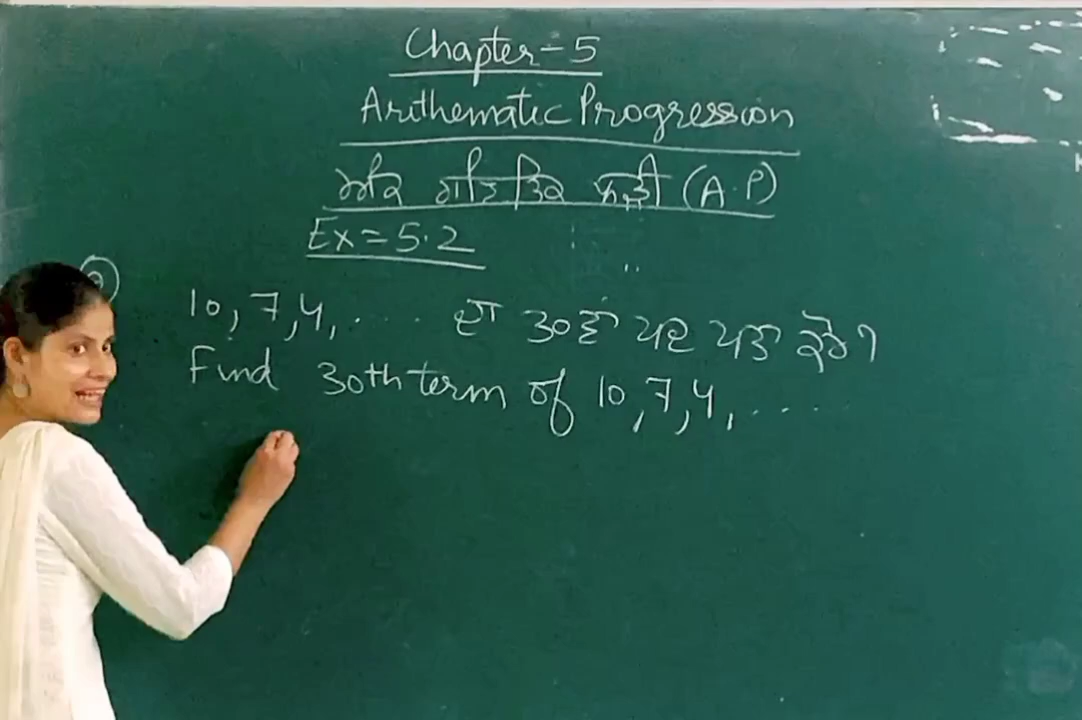 Chapter-5
Arithematic Progression
ਅੰਕ ਗਣਿਤਿਕ ਲੜੀ (A.P)
Ex=5.2
10, 7, 4, ..... ਦਾ 30ਵਾਂ ਪਦ ਪਤਾ ਕਰੋ?
Find 30th term of 10, 7, 4, ....